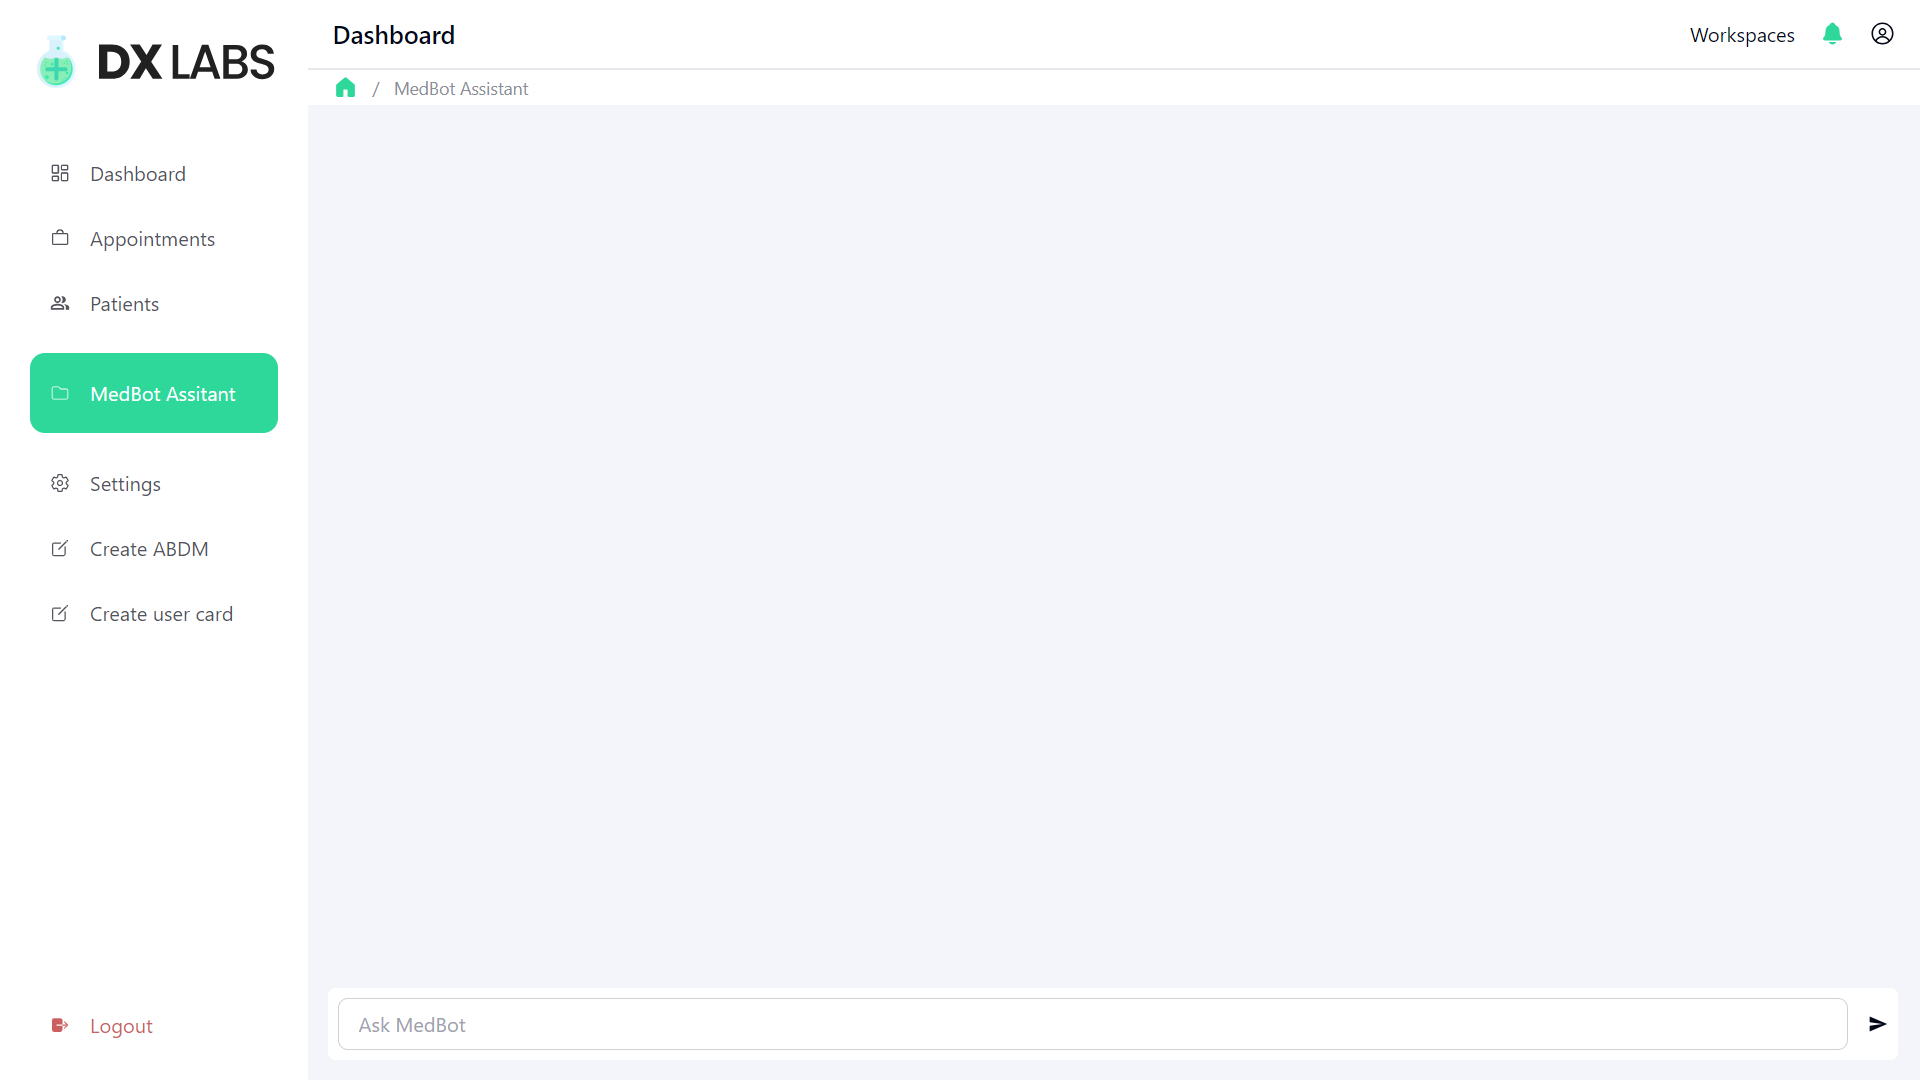 DX LABS
Dashboard
Appointments
Patients
MedBot Assitant
Settings
Create ABDM
Create user card
Logout
Dashboard
Workspaces
/ MedBot Assistant
Ask MedBot